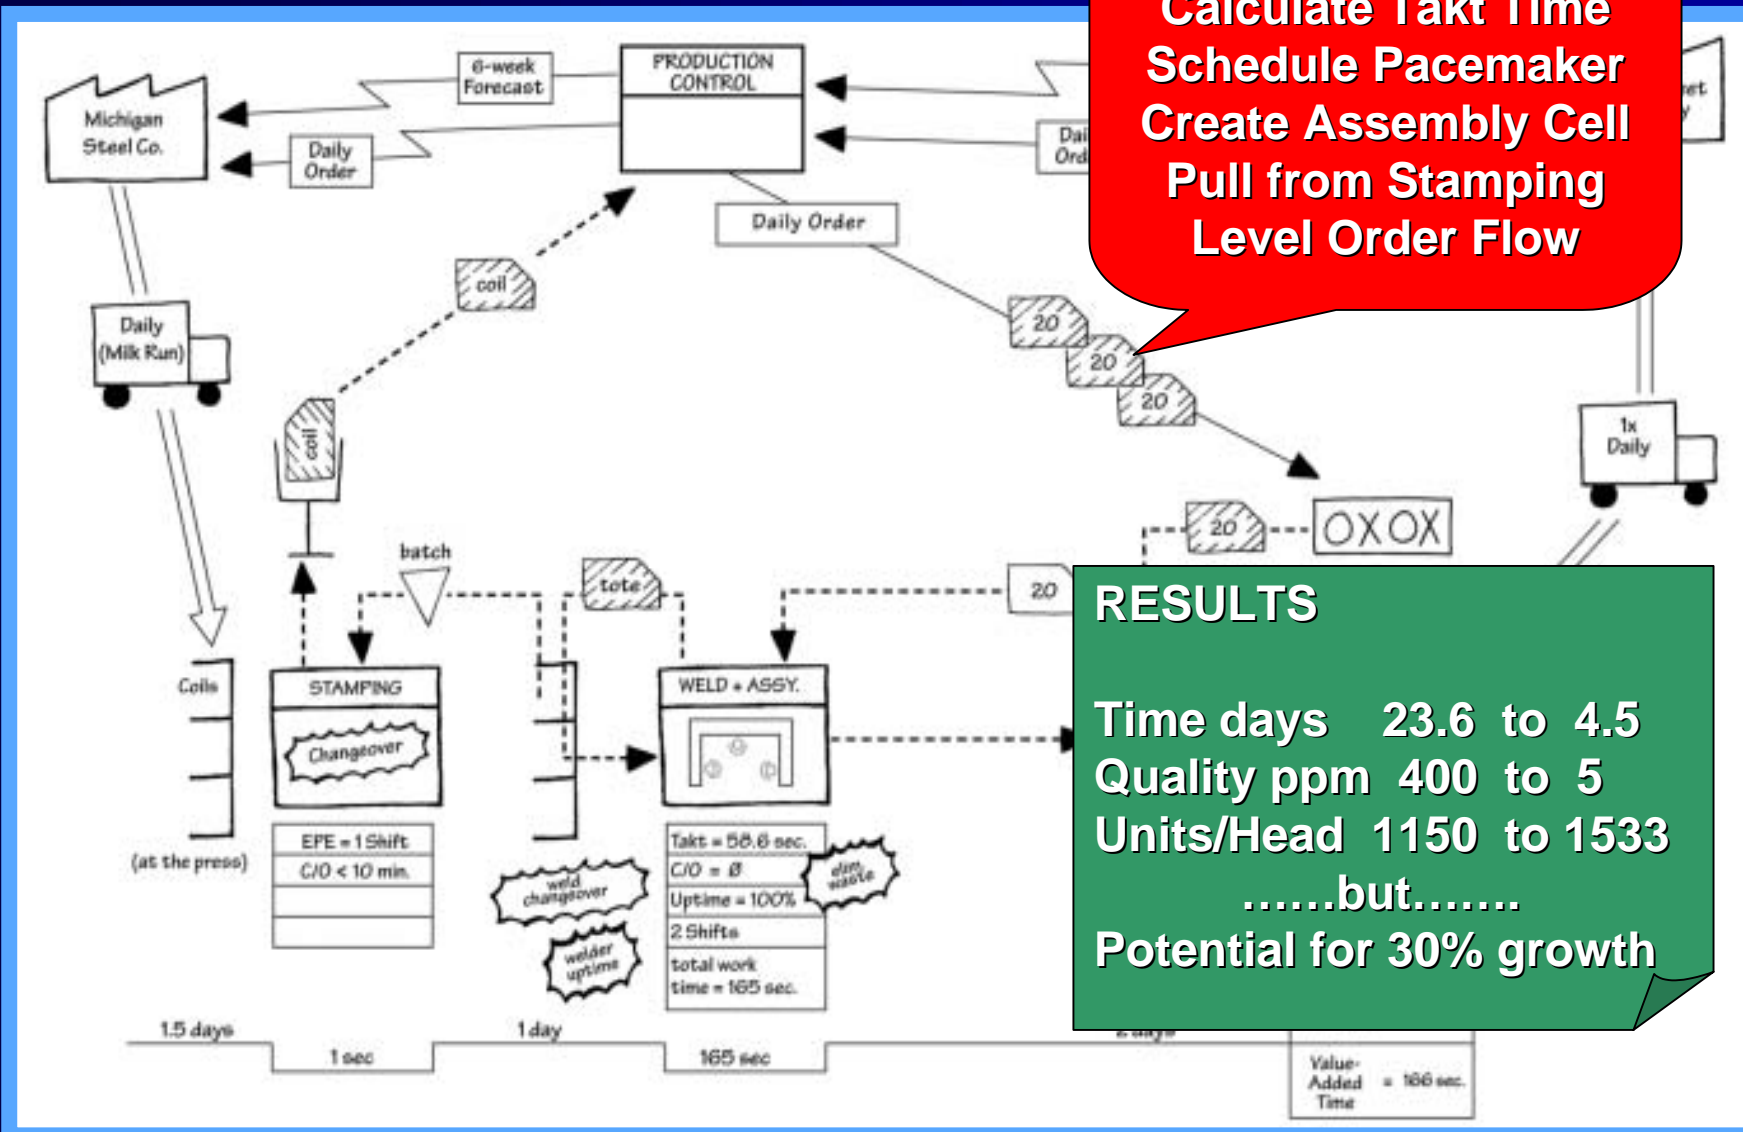 Calculate Takt Time
Schedule Pacemaker
Create Assembly Cell
Pull from Stamping
Level Order Flow
6-week
Forecast
PRODUCTION
CONTROL
Michigan
Steel Co.
Daily
Order
Daily Order
coil
20
20
20
Daily
(Milk Run)
coil
1x
Daily
20
OXOX
batch
tote
20
RESULTS
Time days 23.6 to 4.5
Quality ppm 400 to 5
Units/Head 1150 to 1533
......but.......
Potential for 30% growth
Coils
(at the press)
STAMPING
Changeover
EPE = 1 Shift
C/O < 10 min.
WELD + ASSY.
Takt = 58.6 sec.
C/O = Ø
Uptime = 100%
2 Shifts
total work
time = 165 sec.
weld
changeover
welder
uptime
elim.
waste
1.5 days
1 sec
1 day
165 sec
2 days
Value-
Added
Time
= 166 sec.